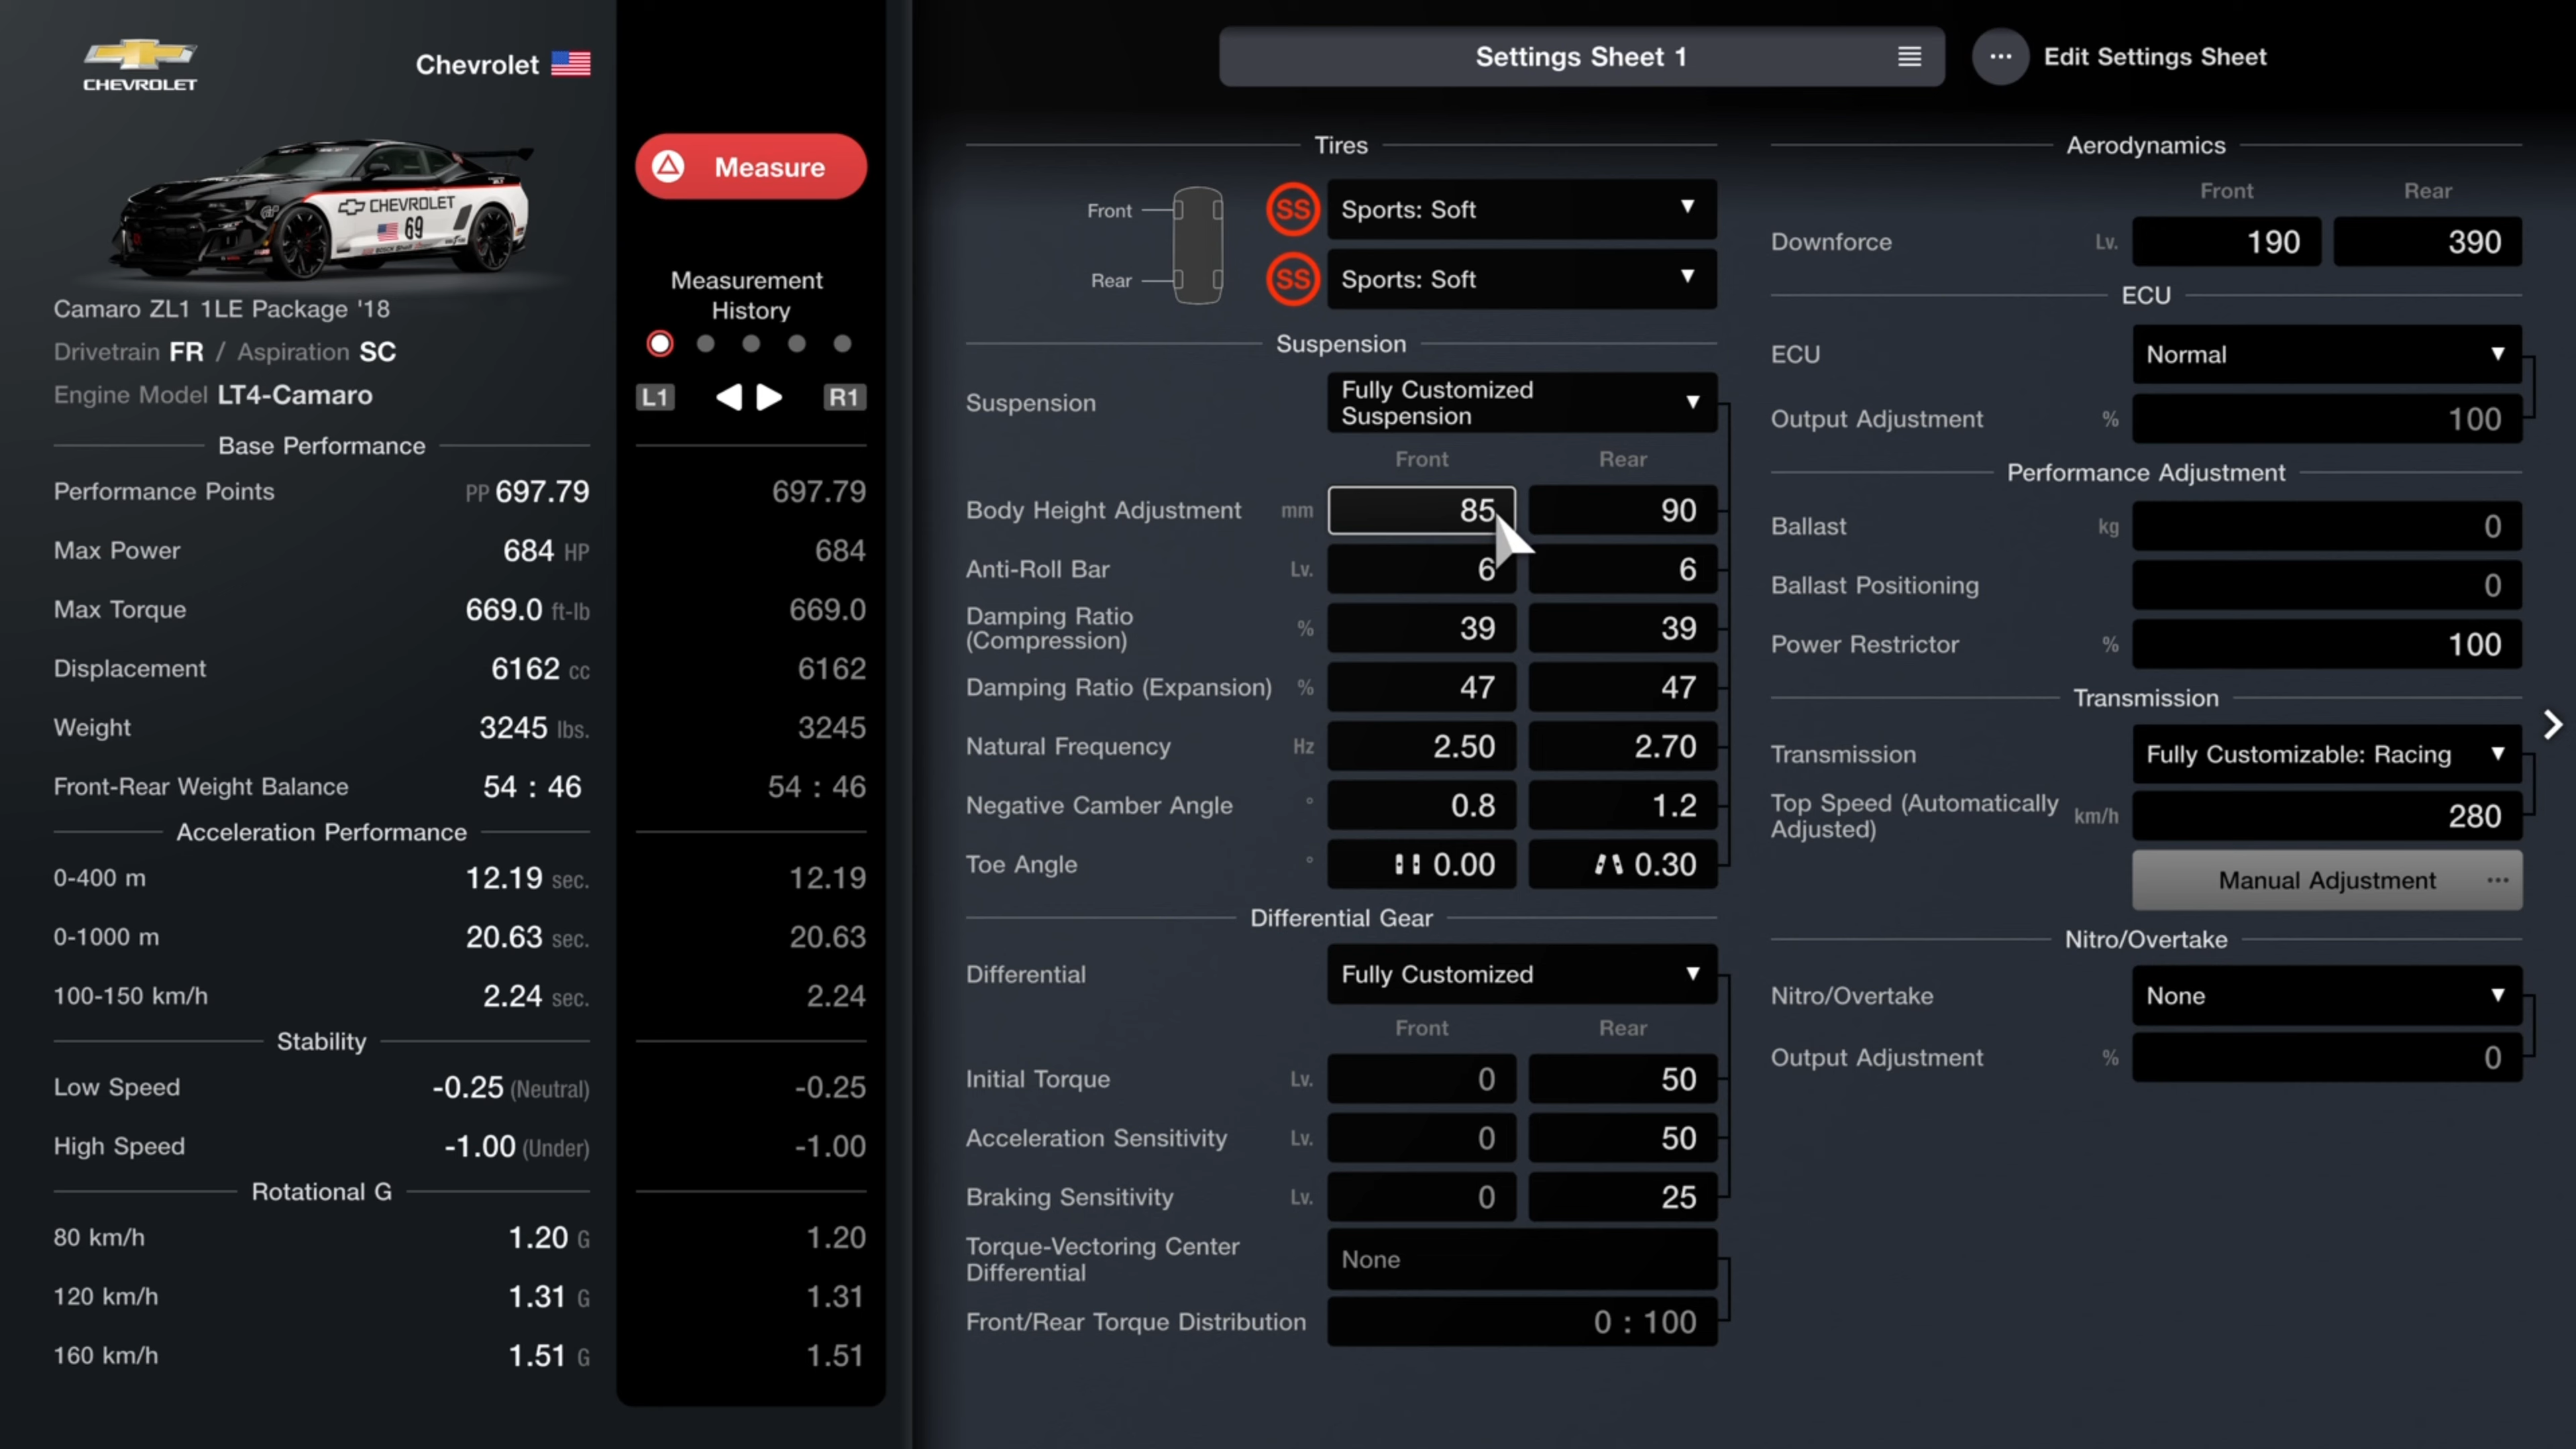 CHEVROLET
Chevrolet
CHEVROLET
69
Camaro ZL1 1LE Package '18
Drivetrain FR / Aspiration SC
Engine Model LT4-Camaro
Base Performance
Performance Points PP 697.79
Max Power 684 HP
Max Torque 669.0 ft-lb
Displacement 6162 cc
Weight 3245 lbs.
Front-Rear Weight Balance 54 : 46
Acceleration Performance
0-400 m 12.19 sec.
0-1000 m 20.63 sec.
100-150 km/h 2.24 sec.
Stability
Low Speed -0.25 (Neutral)
High Speed -1.00 (Under)
Rotational G
80 km/h 1.20 G
120 km/h 1.31 G
160 km/h 1.51 G
Measure
Measurement
History
L1 R1
697.79
684
669.0
6162
3245
54 : 46
12.19
20.63
2.24
-0.25
-1.00
1.20
1.31
1.51
Settings Sheet 1
Edit Settings Sheet
Tires
Front SS Sports: Soft
Rear SS Sports: Soft
Suspension
Suspension Fully Customized
Suspension
Front Rear
Body Height Adjustment mm 85 90
Anti-Roll Bar Lv. 6 6
Damping Ratio
(Compression) % 39 39
Damping Ratio (Expansion) % 47 47
Natural Frequency Hz 2.50 2.70
Negative Camber Angle ° 0.8 1.2
Toe Angle ° 0.00 0.30
Differential Gear
Differential Fully Customized
Front Rear
Initial Torque Lv. 0 50
Acceleration Sensitivity Lv. 0 50
Braking Sensitivity Lv. 0 25
Torque-Vectoring Center
Differential None
Front/Rear Torque Distribution 0 : 100
Aerodynamics
Front Rear
Downforce Lv. 190 390
ECU
ECU Normal
Output Adjustment % 100
Performance Adjustment
Ballast kg 0
Ballast Positioning 0
Power Restrictor % 100
Transmission
Transmission Fully Customizable: Racing
Top Speed (Automatically
Adjusted) km/h 280
Manual Adjustment
Nitro/Overtake
Nitro/Overtake None
Output Adjustment % 0